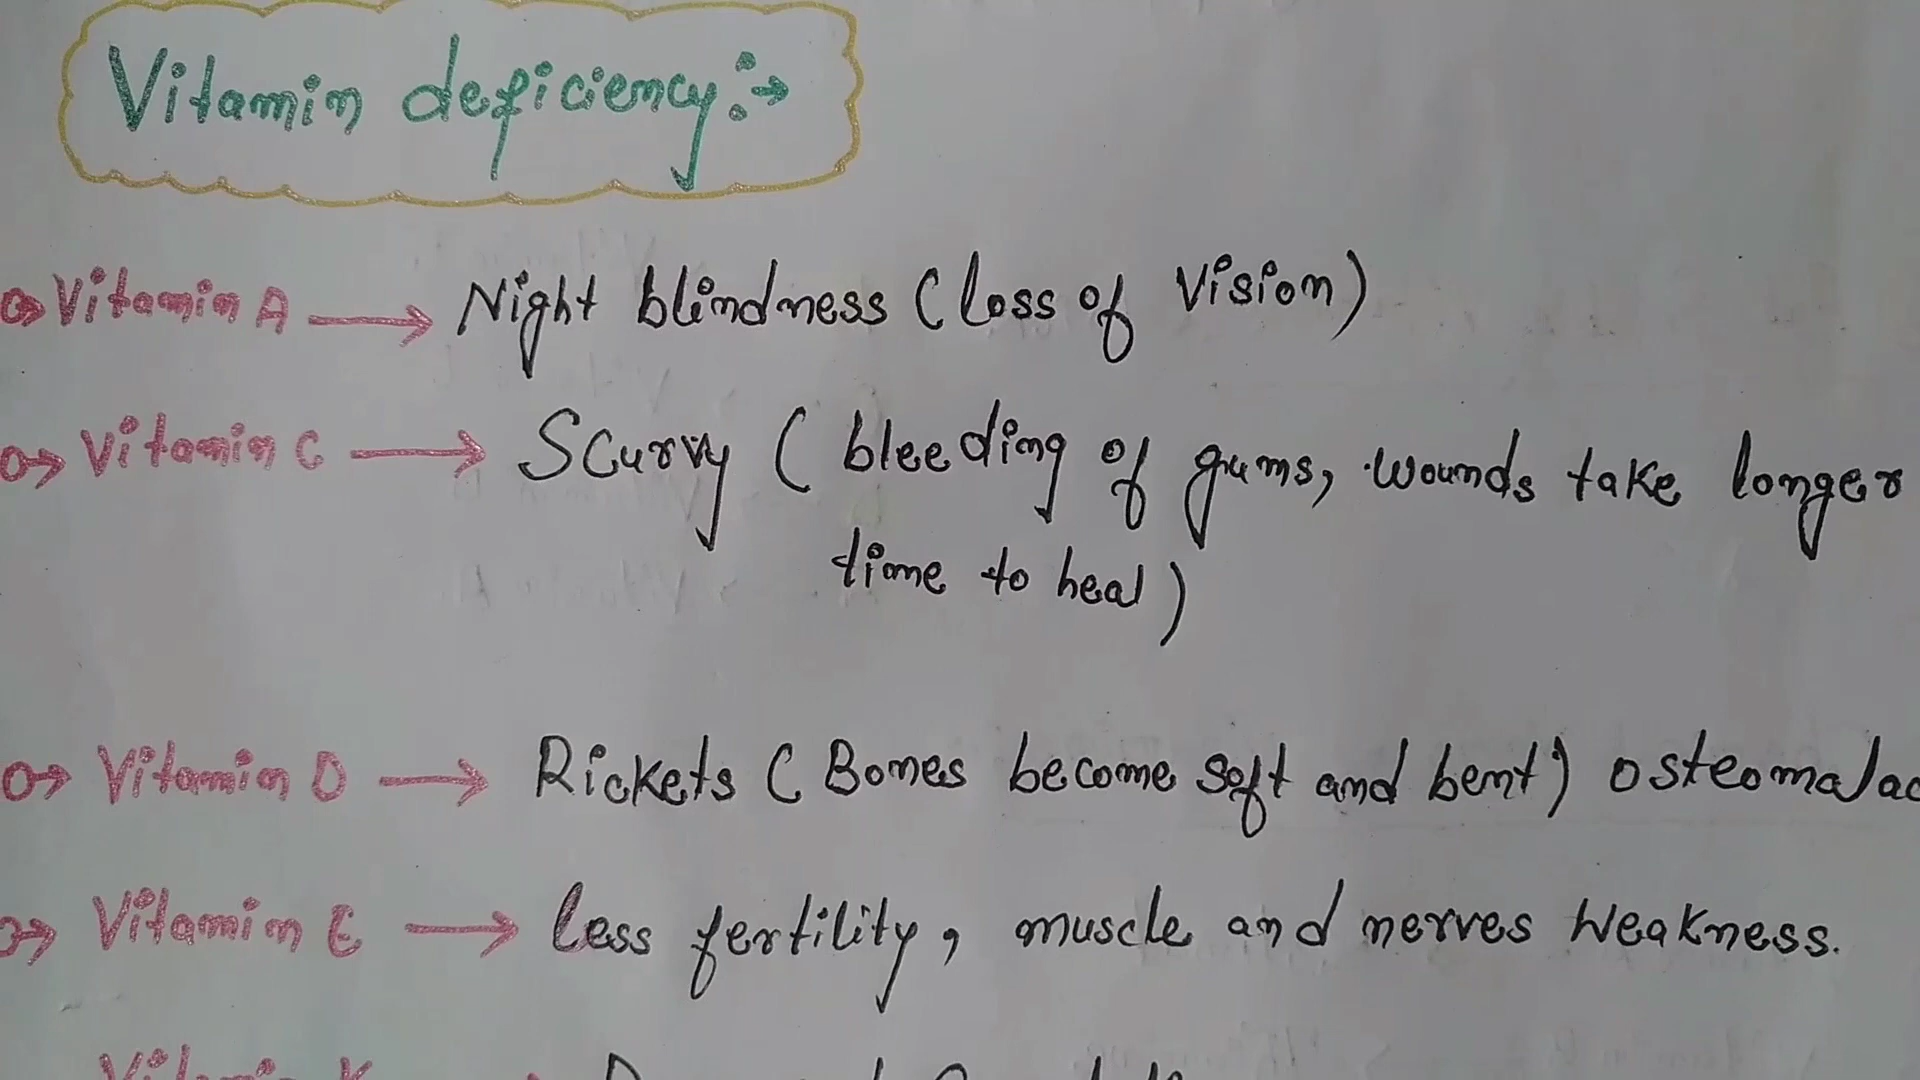 Vitamin deficiency:→
Vitamin A → Night blindness (loss of vision)
Vitamin C → Scurvy (bleeding of gums, wounds take longer
time to heal)
Vitamin D → Rickets (Bones become soft and bent) osteomalac
Vitamin E → less fertility, muscle and nerves weakness.
Vitamin K